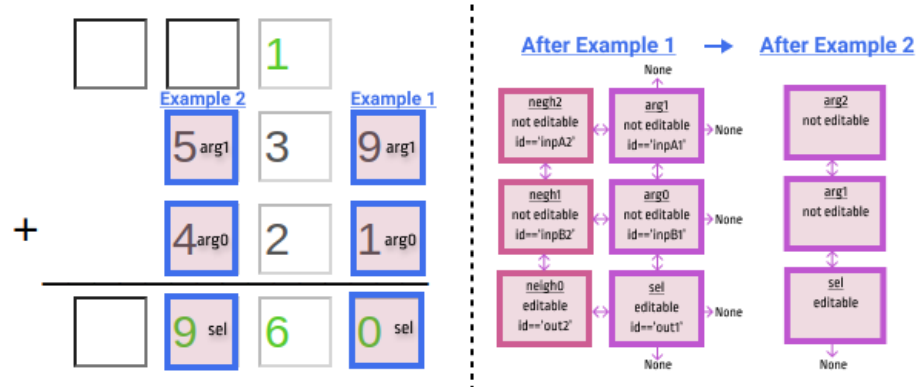 1
Example 2 Example 1
5 arg1 3 9 arg1
+ 4 arg0 2 1 arg0
9 sel 6 0 sel
After Example 1 → After Example 2
None
negh2
not editable
id=='inpA2'
arg1
not editable
id=='inpA1'
None
negh1
not editable
id=='inpB2'
arg0
not editable
id=='inpB1'
None
neigh0
editable
id=='out2'
sel
editable
id=='out1'
None
None
arg2
not editable
arg1
not editable
sel
editable
None